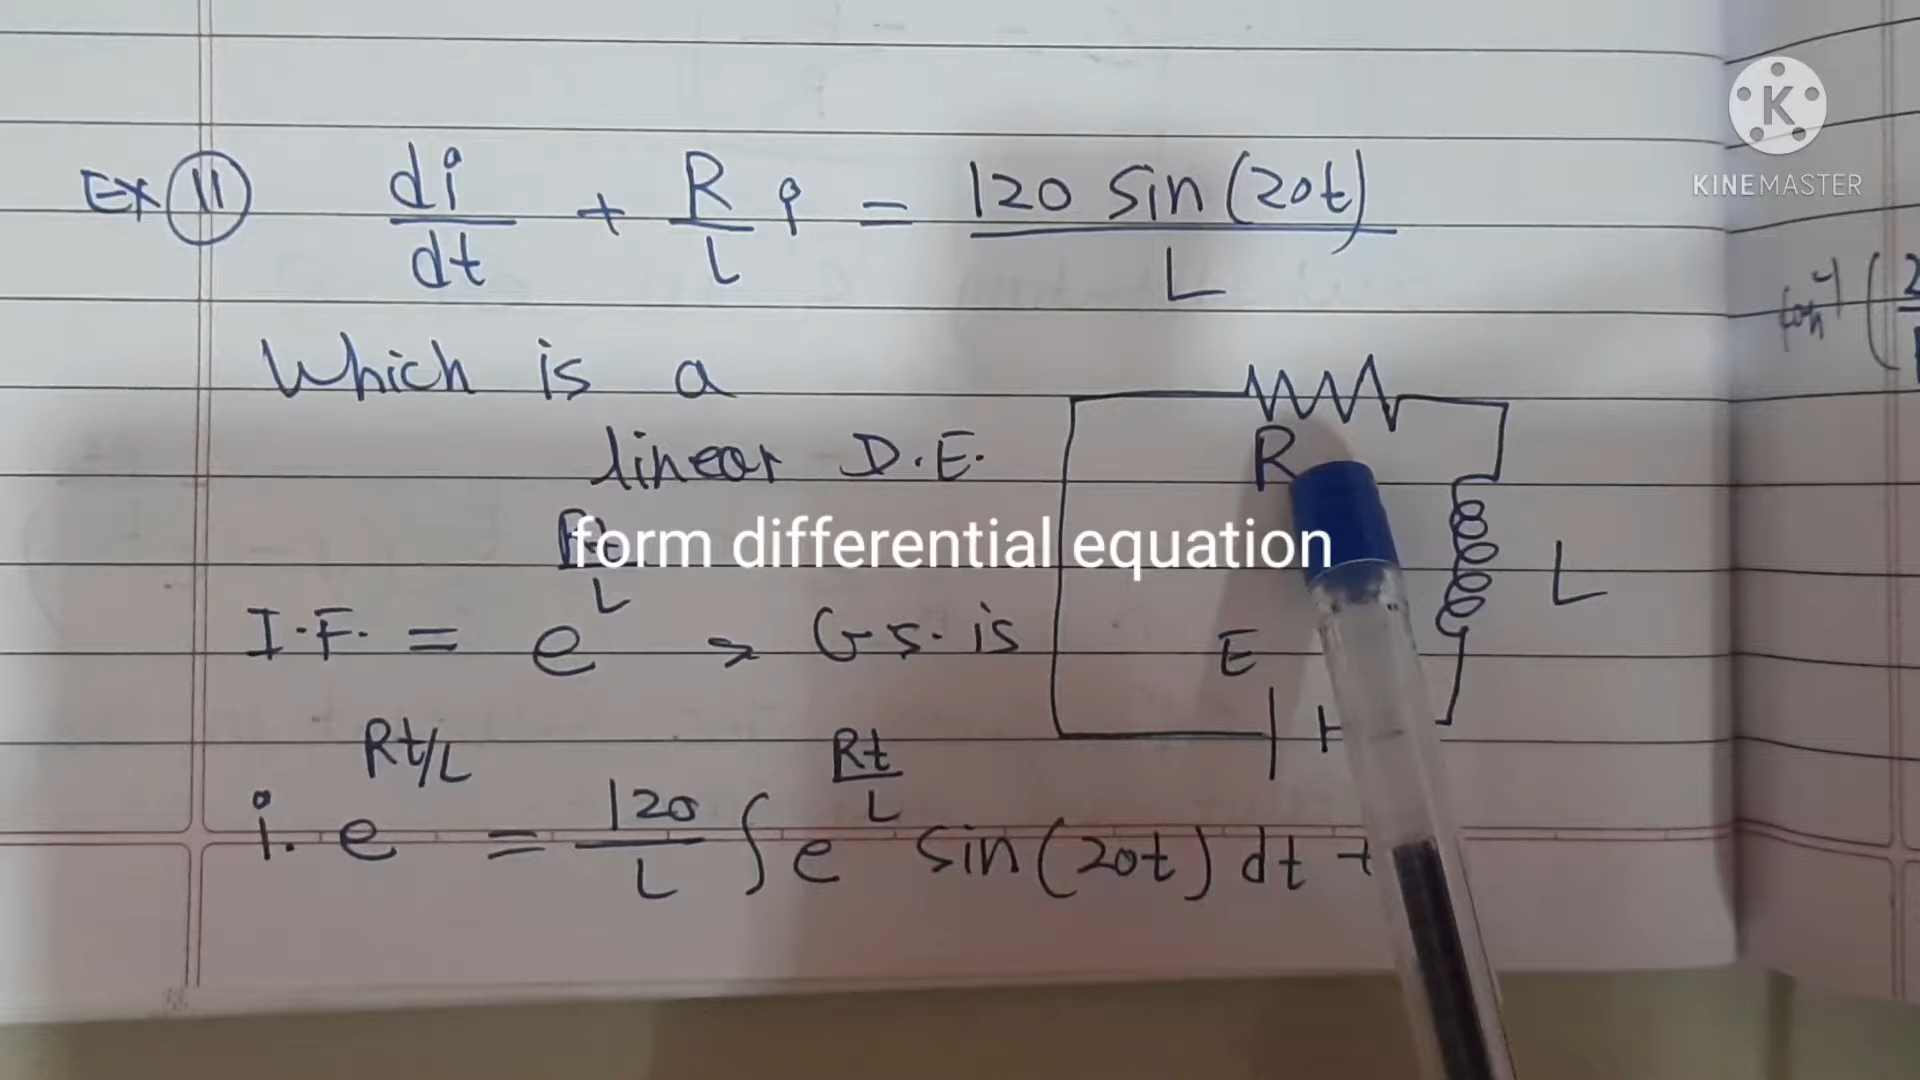 Ex 11 di/dt + R/L i = 120 sin(20t)/L
KINEMASTER
Which is a
R
linear D.E.
form differential equation
L
I.F. = e^(Rt/L) → G.S. is
E
i. e^(Rt/L) = 120/L ∫ e^(Rt/L) sin(20t) dt +